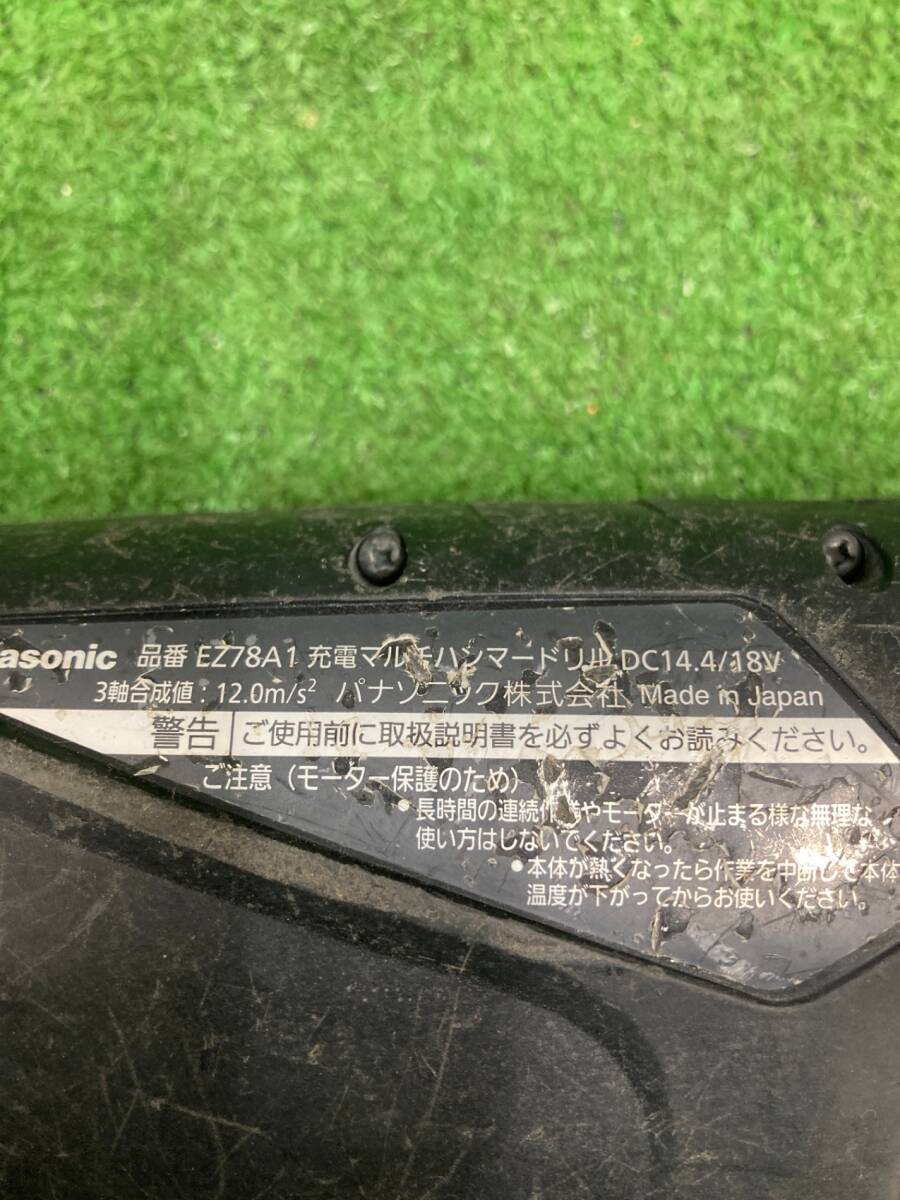 asonic 品番 EZ78A1 充電マルチハンマードリル DC14.4/18V
3軸合成値：12.0m/s² パナソニック株式会社 Made in Japan
警告 ご使用前に取扱説明書を必ずよくお読みください。
ご注意（モーター保護のため）
•長時間の連続作業やモーターが止まる様な無理な
使い方はしないでください。
•本体が熱くなったら作業を中断して本体
温度が下がってからお使いください。